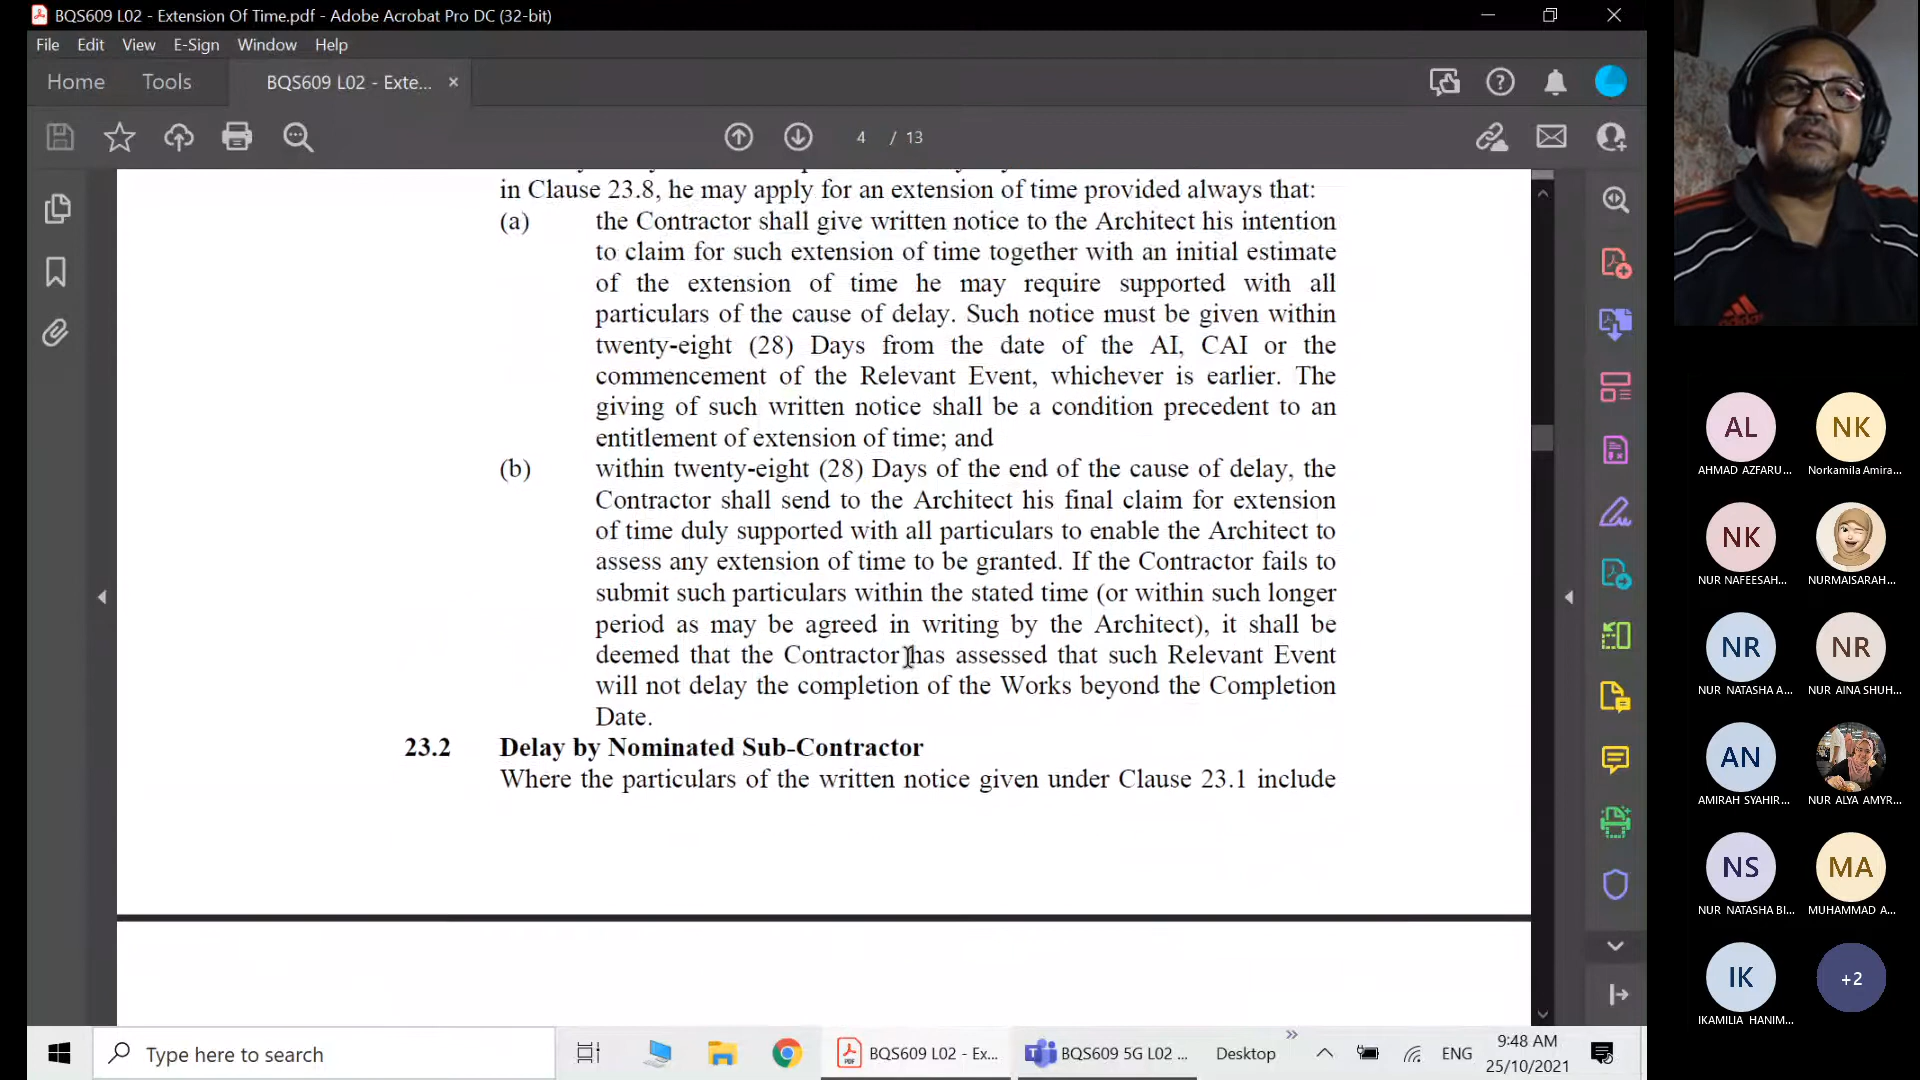 BQS609 L02 - Extension Of Time.pdf - Adobe Acrobat Pro DC (32-bit)
File Edit View E-Sign Window Help
Home Tools BQS609 L02 - Exte... ×
4 / 13
in Clause 23.8, he may apply for an extension of time provided always that:
(a) the Contractor shall give written notice to the Architect his intention
to claim for such extension of time together with an initial estimate
of the extension of time he may require supported with all
particulars of the cause of delay. Such notice must be given within
twenty-eight (28) Days from the date of the AI, CAI or the
commencement of the Relevant Event, whichever is earlier. The
giving of such written notice shall be a condition precedent to an
entitlement of extension of time; and
(b) within twenty-eight (28) Days of the end of the cause of delay, the
Contractor shall send to the Architect his final claim for extension
of time duly supported with all particulars to enable the Architect to
assess any extension of time to be granted. If the Contractor fails to
submit such particulars within the stated time (or within such longer
period as may be agreed in writing by the Architect), it shall be
deemed that the Contractor has assessed that such Relevant Event
will not delay the completion of the Works beyond the Completion
Date.
23.2 Delay by Nominated Sub-Contractor
Where the particulars of the written notice given under Clause 23.1 include
adidas
AL NK
AHMAD AZFARU... Norkamila Amira...
NK
NUR NAFEESAH... NURMAISARAH...
NR NR
NUR NATASHA A... NUR AINA SHUH...
AN
AMIRAH SYAHIR... NUR ALYA AMYR...
NS MA
NUR NATASHA BI... MUHAMMAD A...
IK +2
IKAMILIA HANIM...
Type here to search
BQS609 L02 - Ex...
BQS609 5G L02 ...
Desktop
ENG
9:48 AM
25/10/2021